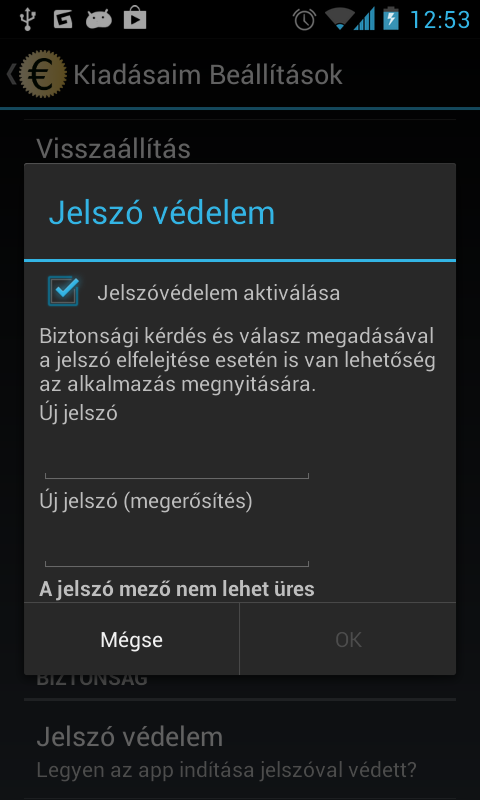 12:53
€ Kiadásaim Beállítások
Visszaállítás
Jelszó védelem
Jelszóvédelem aktiválása
Biztonsági kérdés és válasz megadásával
a jelszó elfelejtése esetén is van lehetőség
az alkalmazás megnyitására.
Új jelszó
Új jelszó (megerősítés)
A jelszó mező nem lehet üres
Mégse
OK
BIZTONSÁG
Jelszó védelem
Legyen az app indítása jelszóval védett?